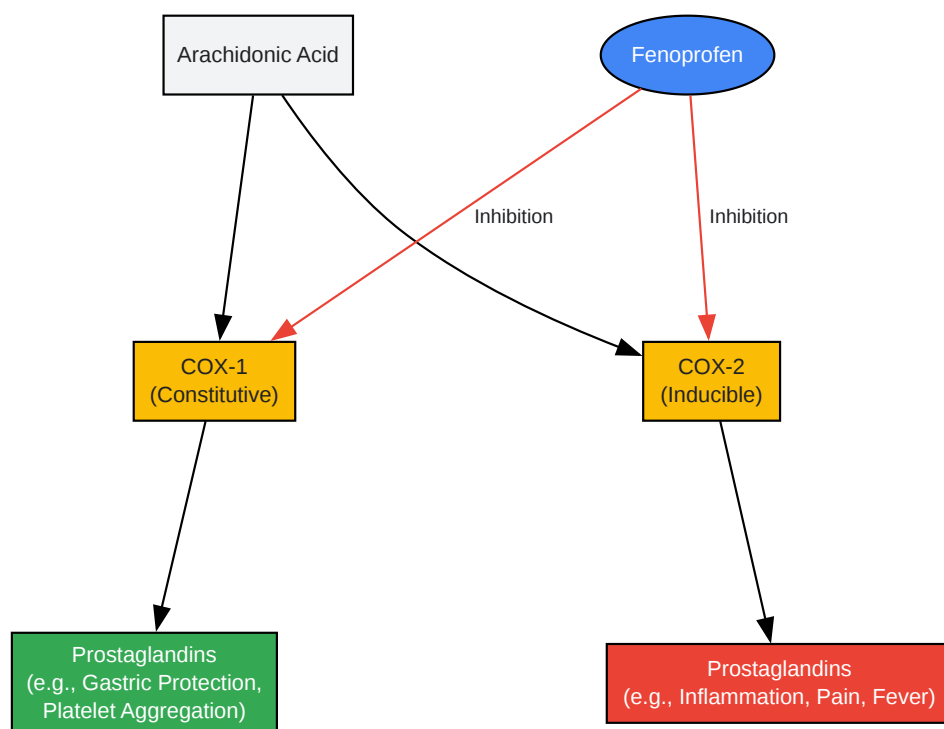 Arachidonic Acid
Fenoprofen
Inhibition
Inhibition
COX-1
(Constitutive)
COX-2
(Inducible)
Prostaglandins
(e.g., Gastric Protection,
Platelet Aggregation)
Prostaglandins
(e.g., Inflammation, Pain, Fever)